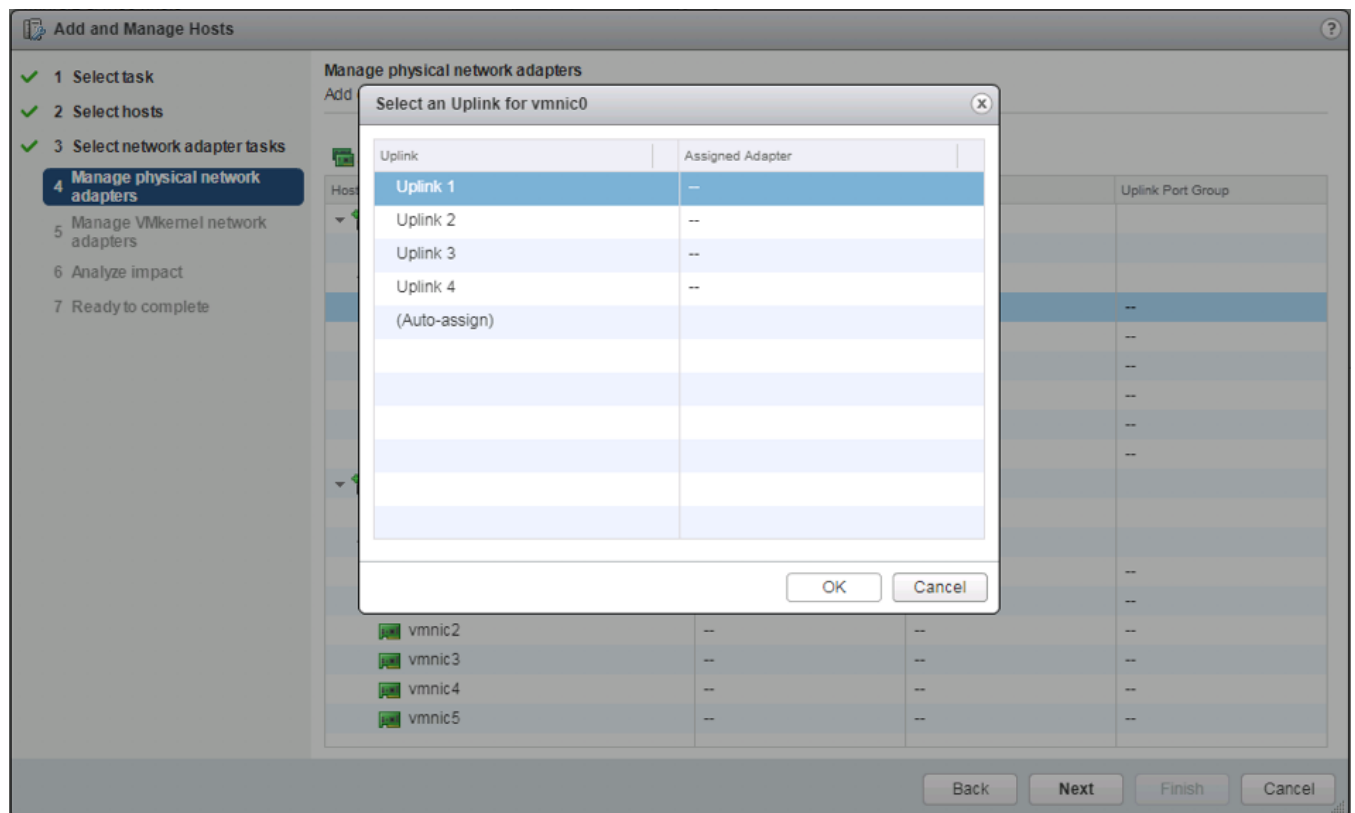 Add and Manage Hosts
?
1 Select task
2 Select hosts
3 Select network adapter tasks
4 Manage physical network
adapters
5 Manage VMkernel network
adapters
6 Analyze impact
7 Ready to complete
Manage physical network adapters
Add
Host
Uplink Port Group
--
--
--
--
--
--
--
--
Select an Uplink for vmnic0
x
Uplink Assigned Adapter
Uplink 1 --
Uplink 2 --
Uplink 3 --
Uplink 4 --
(Auto-assign)
OK Cancel
vmnic2 -- -- --
vmnic3 -- -- --
vmnic4 -- -- --
vmnic5 -- -- --
Back Next Finish Cancel